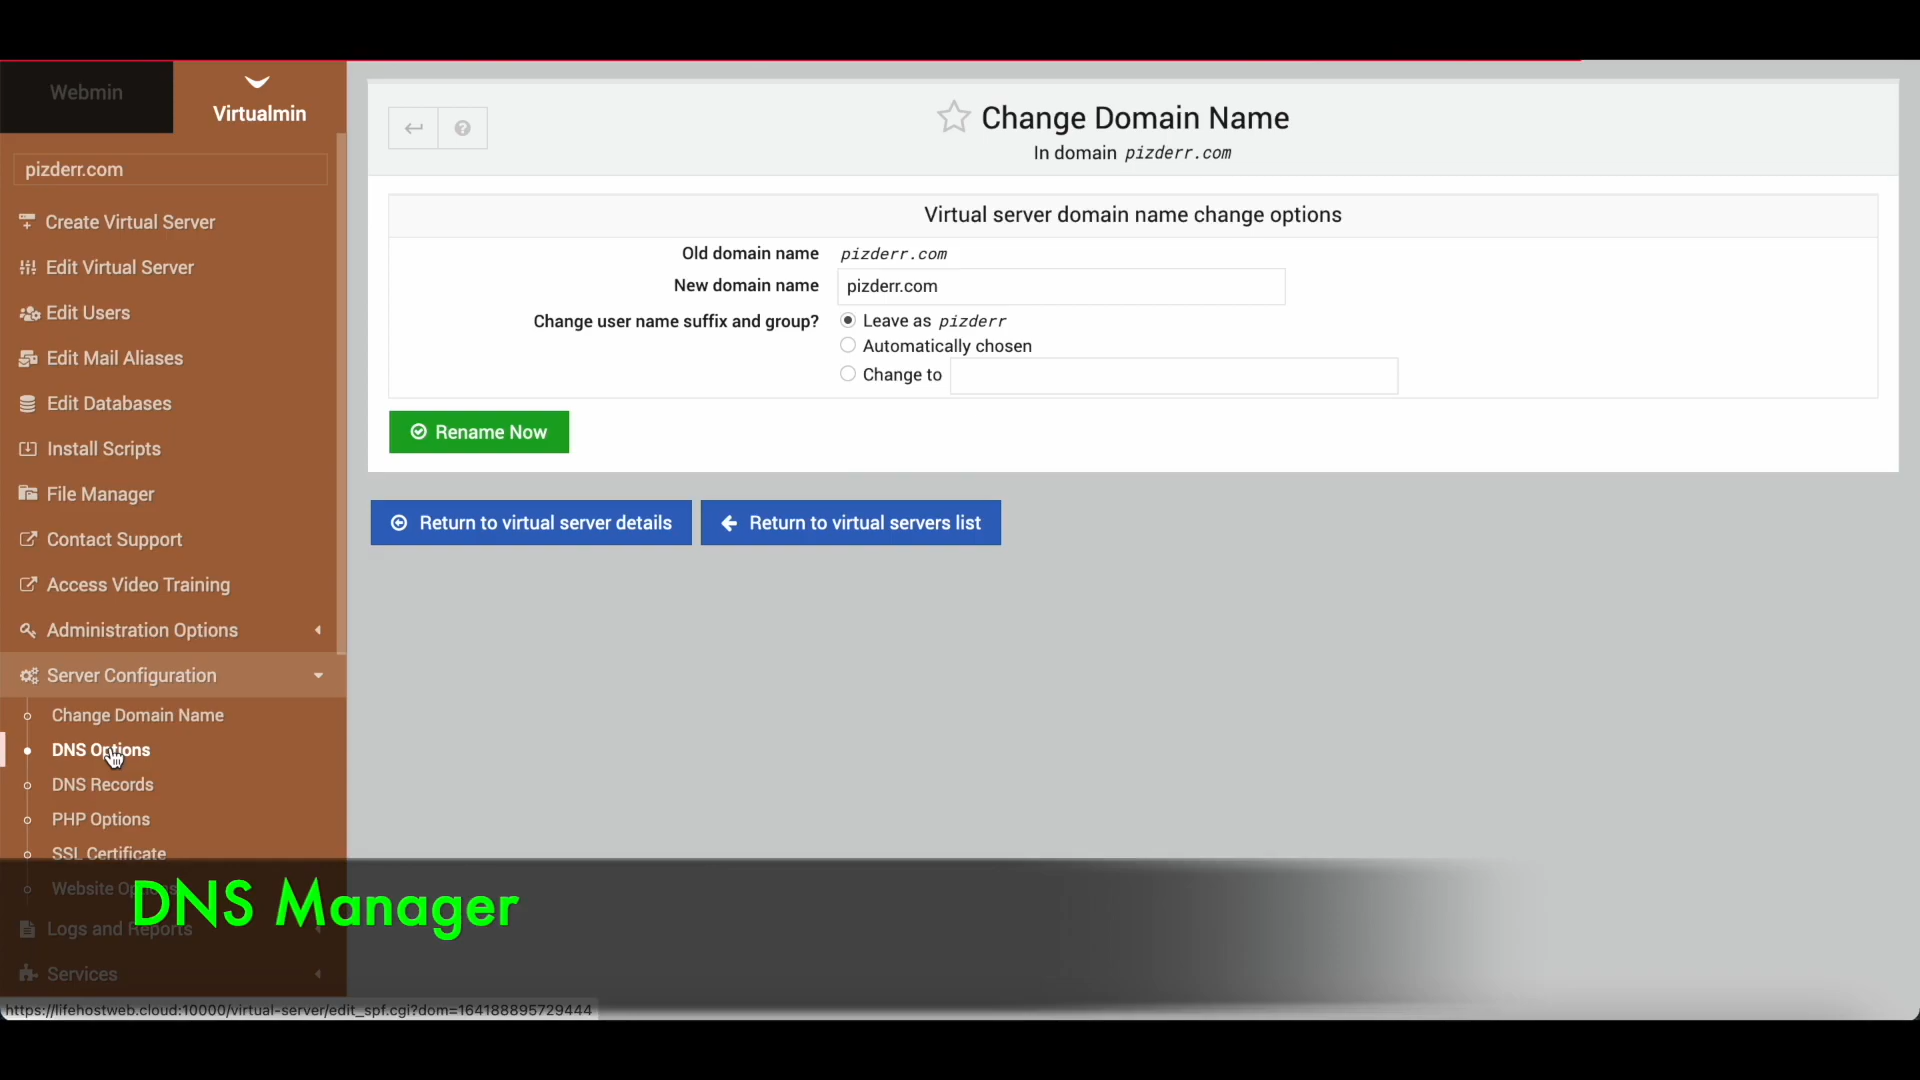 Webmin
Virtualmin
pizderr.com
Create Virtual Server
Edit Virtual Server
Edit Users
Edit Mail Aliases
Edit Databases
Install Scripts
File Manager
Contact Support
Access Video Training
Administration Options
Server Configuration
Change Domain Name
DNS Options
DNS Records
PHP Options
SSL Certificate
Website Options
Logs and Reports
Services
Change Domain Name
In domain pizderr.com
Virtual server domain name change options
Old domain name pizderr.com
New domain name pizderr.com
Change user name suffix and group? Leave as pizderr
Automatically chosen
Change to
Rename Now
Return to virtual server details Return to virtual servers list
DNS Manager
https://lifehostweb.cloud:10000/virtual-server/edit_spf.cgi?dom=164188895729444